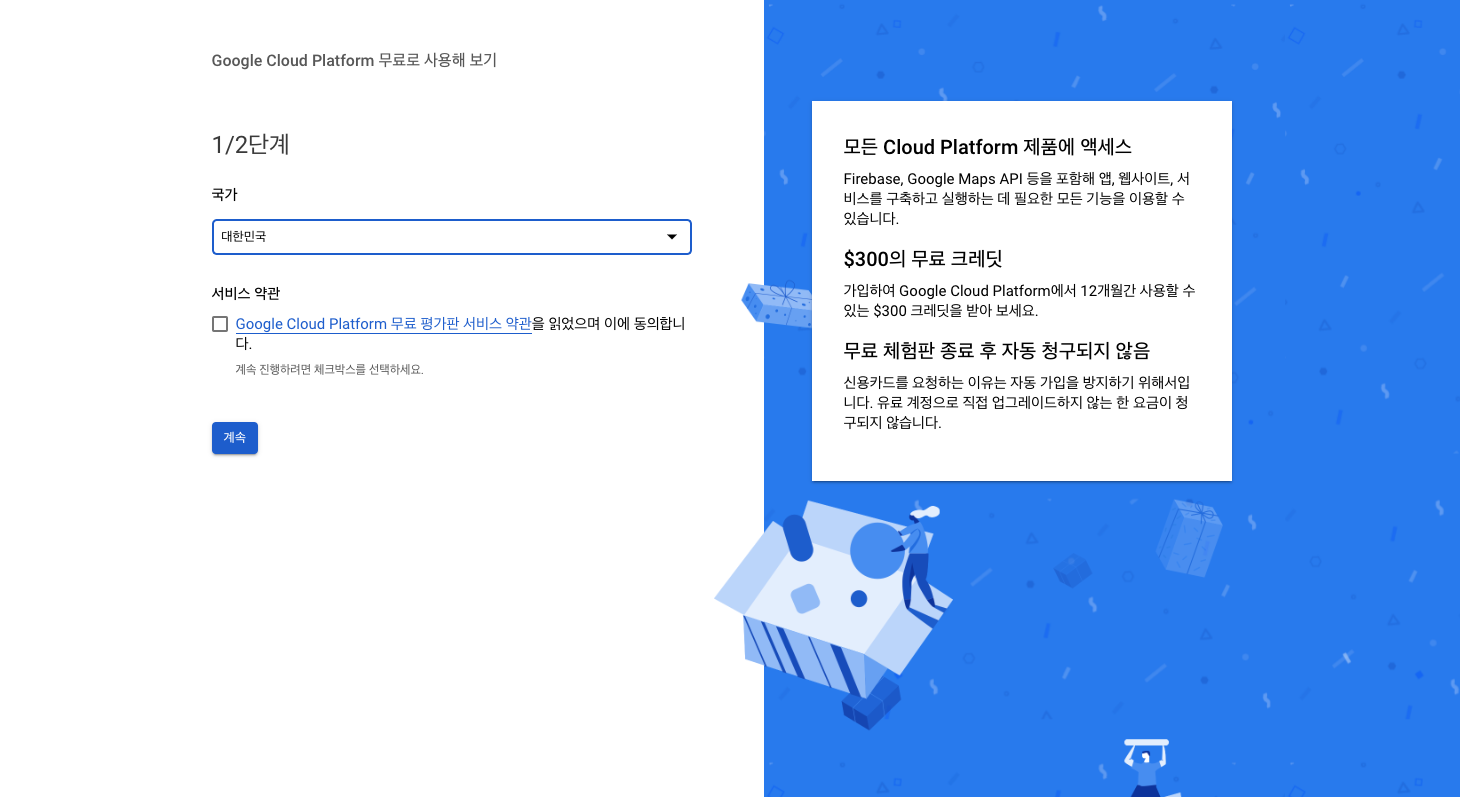 Google Cloud Platform 무료로 사용해 보기
1/2단계
국가
대한민국
서비스 약관
Google Cloud Platform 무료 평가판 서비스 약관을 읽었으며 이에 동의합니
다.
계속 진행하려면 체크박스를 선택하세요.
계속
모든 Cloud Platform 제품에 액세스
Firebase, Google Maps API 등을 포함해 앱, 웹사이트, 서
비스를 구축하고 실행하는 데 필요한 모든 기능을 이용할 수
있습니다.
$300의 무료 크레딧
가입하여 Google Cloud Platform에서 12개월간 사용할 수
있는 $300 크레딧을 받아 보세요.
무료 체험판 종료 후 자동 청구되지 않음
신용카드를 요청하는 이유는 자동 가입을 방지하기 위해서입
니다. 유료 계정으로 직접 업그레이드하지 않는 한 요금이 청
구되지 않습니다.